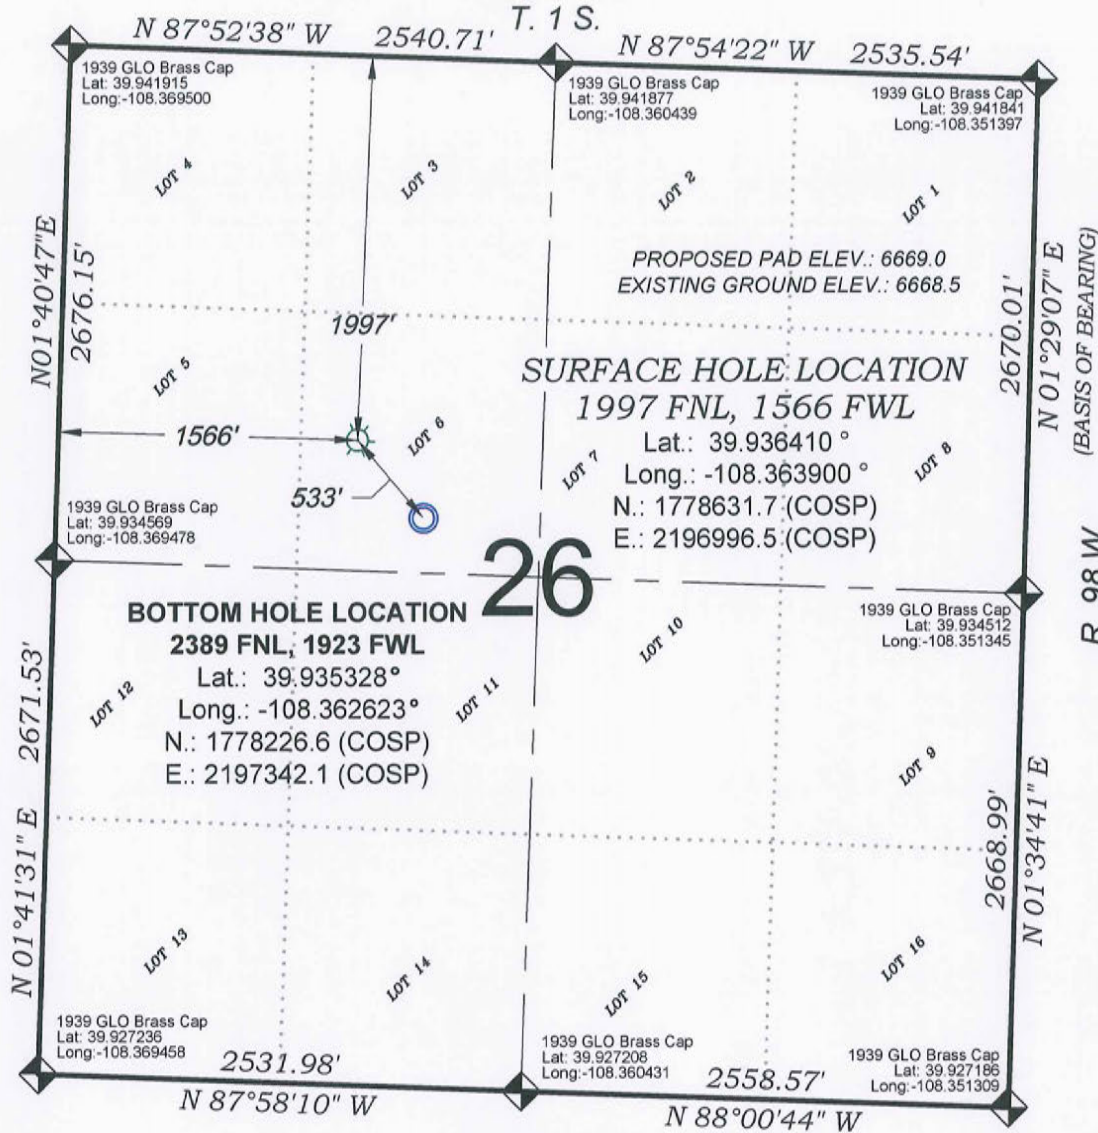 T. 1 S.
N 87°52'38" W 2540.71'
N 87°54'22" W 2535.54'
1939 GLO Brass Cap
Lat: 39.941915
Long:-108.369500
1939 GLO Brass Cap
Lat: 39.941877
Long:-108.360439
1939 GLO Brass Cap
Lat: 39.941841
Long:-108.351397
LOT 4
LOT 3
LOT 2
LOT 1
N01°40'47"E
2676.15'
PROPOSED PAD ELEV.: 6669.0
EXISTING GROUND ELEV.: 6668.5
2670.01'
N 01°29'07" E
(BASIS OF BEARING)
1997'
LOT 5
SURFACE HOLE LOCATION
1997 FNL, 1566 FWL
Lat.: 39.936410 °
Long.: -108.363900 °
N.: 1778631.7 (COSP)
E.: 2196996.5 (COSP)
1566'
LOT 6
LOT 7
LOT 8
533'
1939 GLO Brass Cap
Lat: 39.934569
Long:-108.369478
26
R. 98 W
BOTTOM HOLE LOCATION
2389 FNL, 1923 FWL
Lat.: 39.935328°
Long.: -108.362623°
N.: 1778226.6 (COSP)
E.: 2197342.1 (COSP)
1939 GLO Brass Cap
Lat: 39.934512
Long:-108.351345
LOT 10
LOT 12
LOT 11
LOT 9
2671.53'
N 01°41'31" E
2668.99'
N 01°34'41" E
LOT 13
LOT 14
LOT 15
LOT 16
1939 GLO Brass Cap
Lat: 39.927236
Long:-108.369458
1939 GLO Brass Cap
Lat: 39.927208
Long:-108.360431
1939 GLO Brass Cap
Lat: 39.927186
Long:-108.351309
2531.98'
N 87°58'10" W
2558.57'
N 88°00'44" W